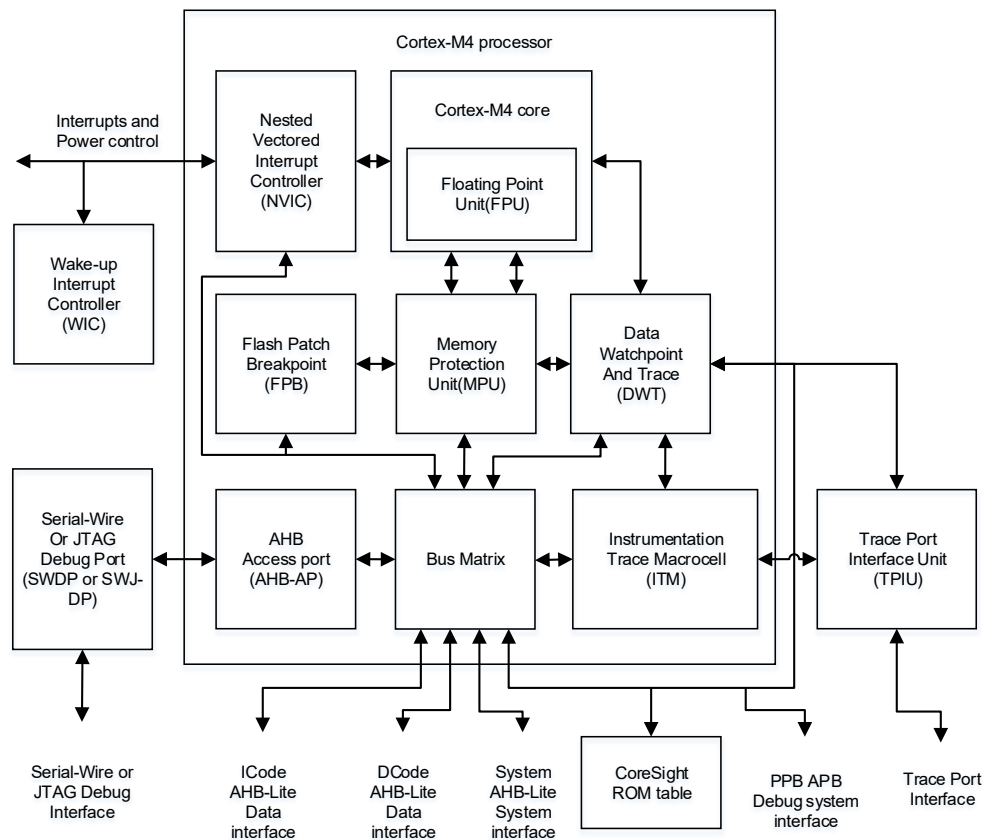 Cortex-M4 processor
Interrupts and
Power control
Nested
Vectored
Interrupt
Controller
(NVIC)
Cortex-M4 core
Floating Point
Unit(FPU)
Wake-up
Interrupt
Controller
(WIC)
Flash Patch
Breakpoint
(FPB)
Memory
Protection
Unit(MPU)
Data
Watchpoint
And Trace
(DWT)
Serial-Wire
Or JTAG
Debug Port
(SWDP or SWJ-
DP)
AHB
Access port
(AHB-AP)
Bus Matrix
Instrumentation
Trace Macrocell
(ITM)
Trace Port
Interface Unit
(TPIU)
Serial-Wire or
JTAG Debug
Interface
ICode
AHB-Lite
Data
interface
DCode
AHB-Lite
Data
interface
System
AHB-Lite
System
interface
CoreSight
ROM table
PPB APB
Debug system
interface
Trace Port
Interface